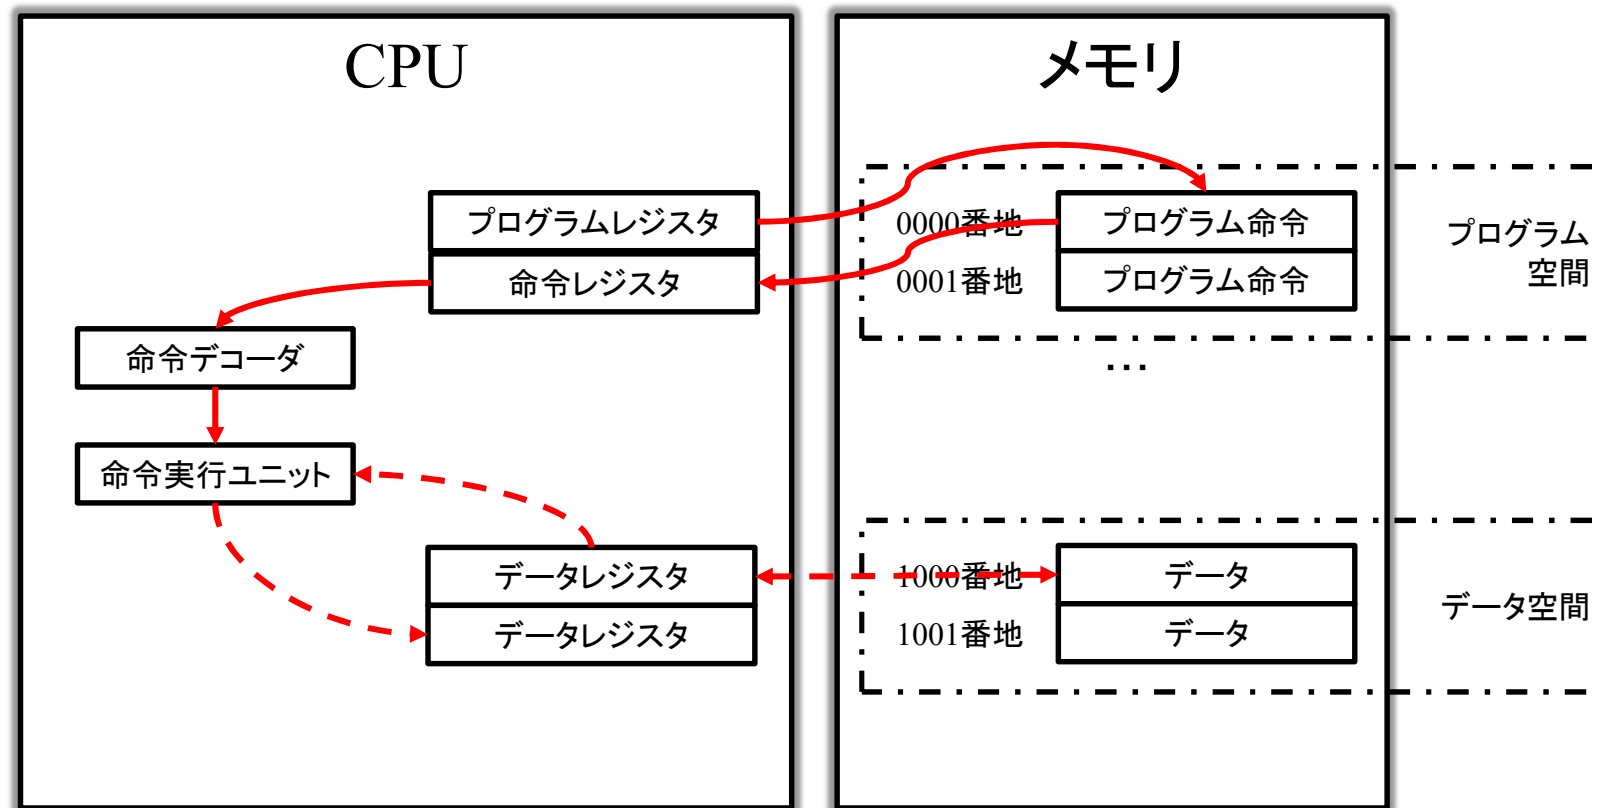 CPU
メモリ
プログラムレジスタ
命令レジスタ
命令デコーダ
命令実行ユニット
データレジスタ
データレジスタ
0000番地
プログラム命令
0001番地
プログラム命令
プログラム
空間
…
1000番地
データ
1001番地
データ
データ空間